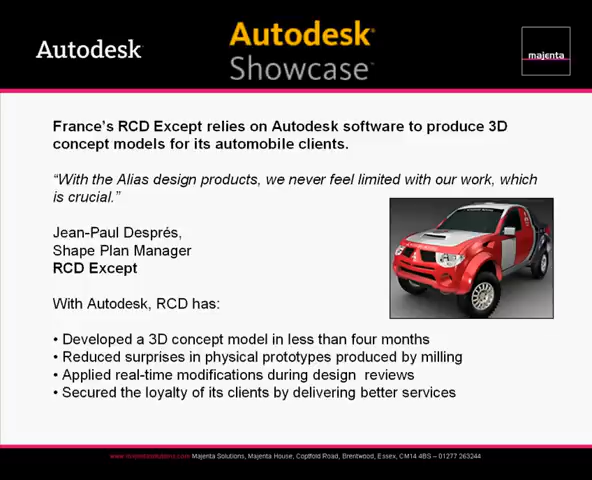 Autodesk
Autodesk®
Showcase™
majenta
France's RCD Except relies on Autodesk software to produce 3D
concept models for its automobile clients.
“With the Alias design products, we never feel limited with our work, which
is crucial.”
Jean-Paul Després,
Shape Plan Manager
RCD Except
With Autodesk, RCD has:
• Developed a 3D concept model in less than four months
• Reduced surprises in physical prototypes produced by milling
• Applied real-time modifications during design reviews
• Secured the loyalty of its clients by delivering better services
www.majentasolutions.com Majenta Solutions, Majenta House, Coptfold Road, Brentwood, Essex, CM14 4BS – 01277 263244